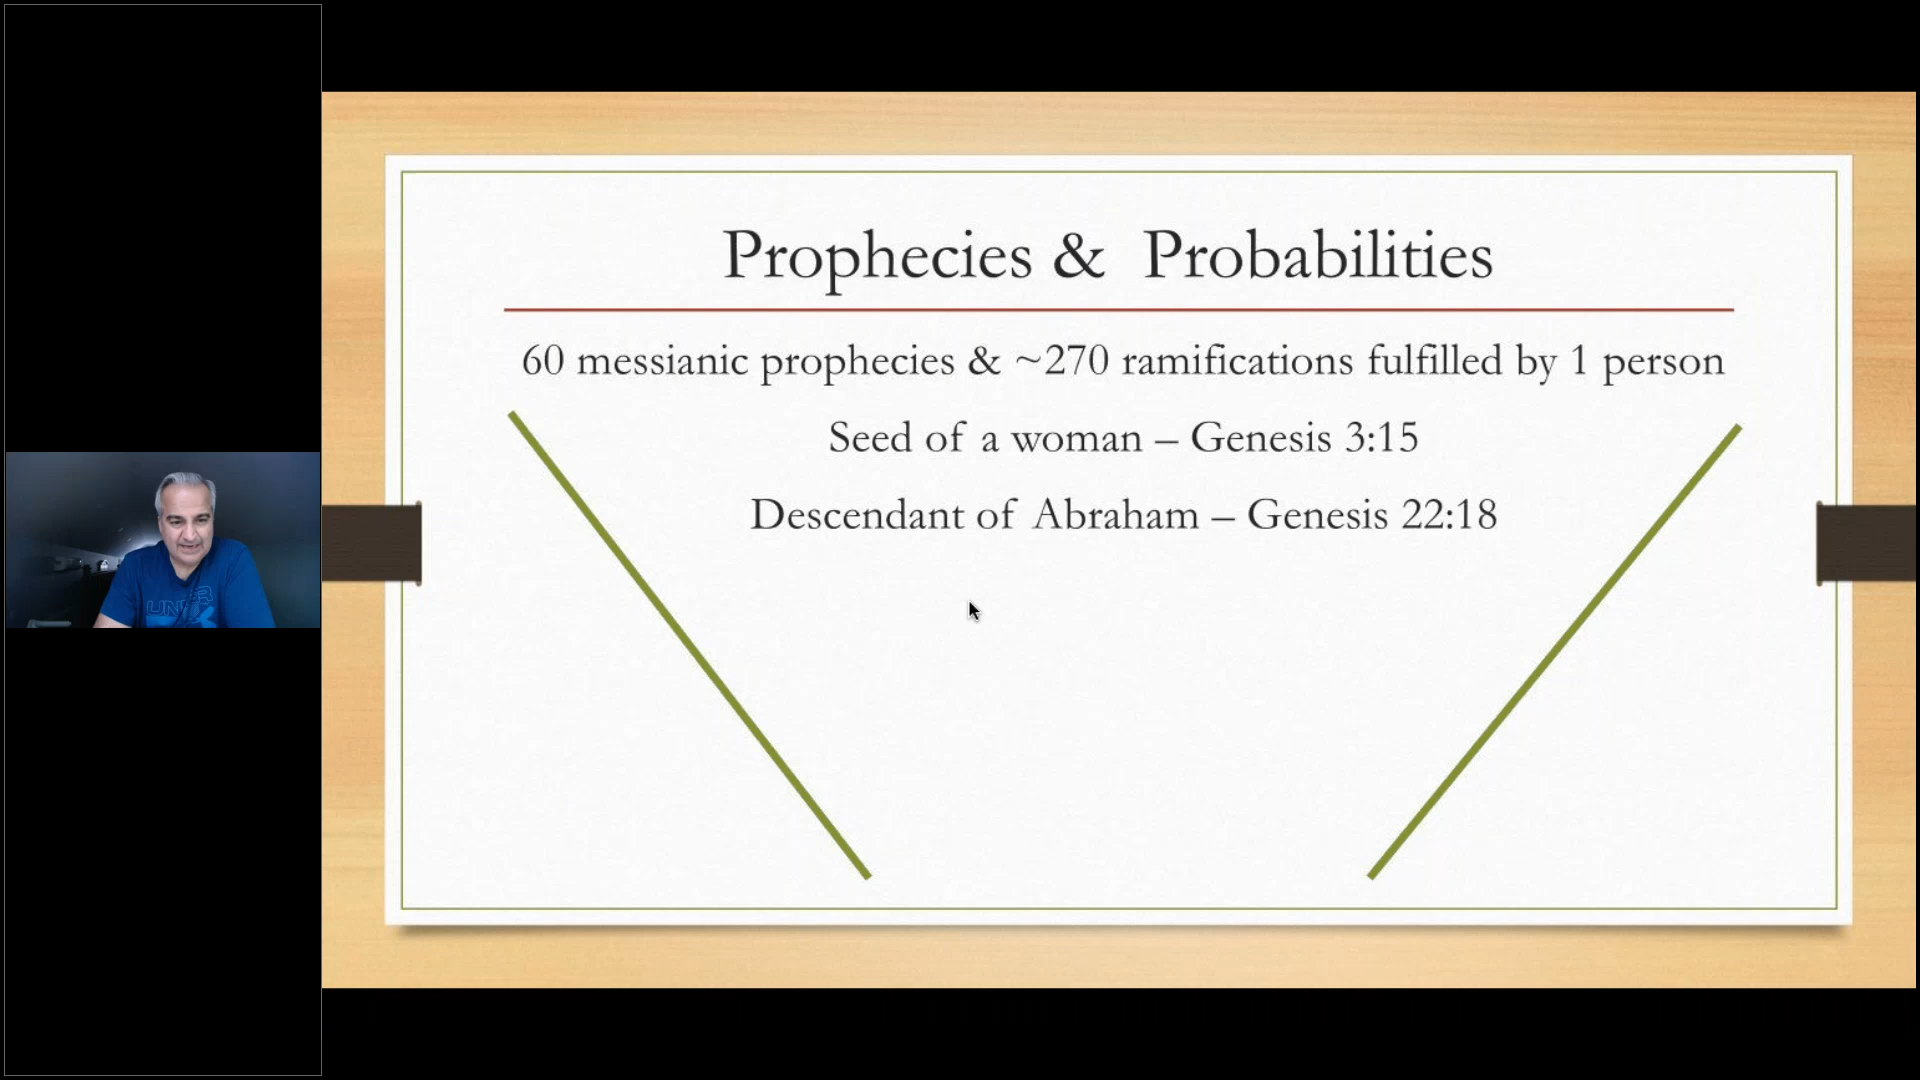 Prophecies & Probabilities
60 messianic prophecies & ~270 ramifications fulfilled by 1 person
Seed of a woman – Genesis 3:15
Descendant of Abraham – Genesis 22:18